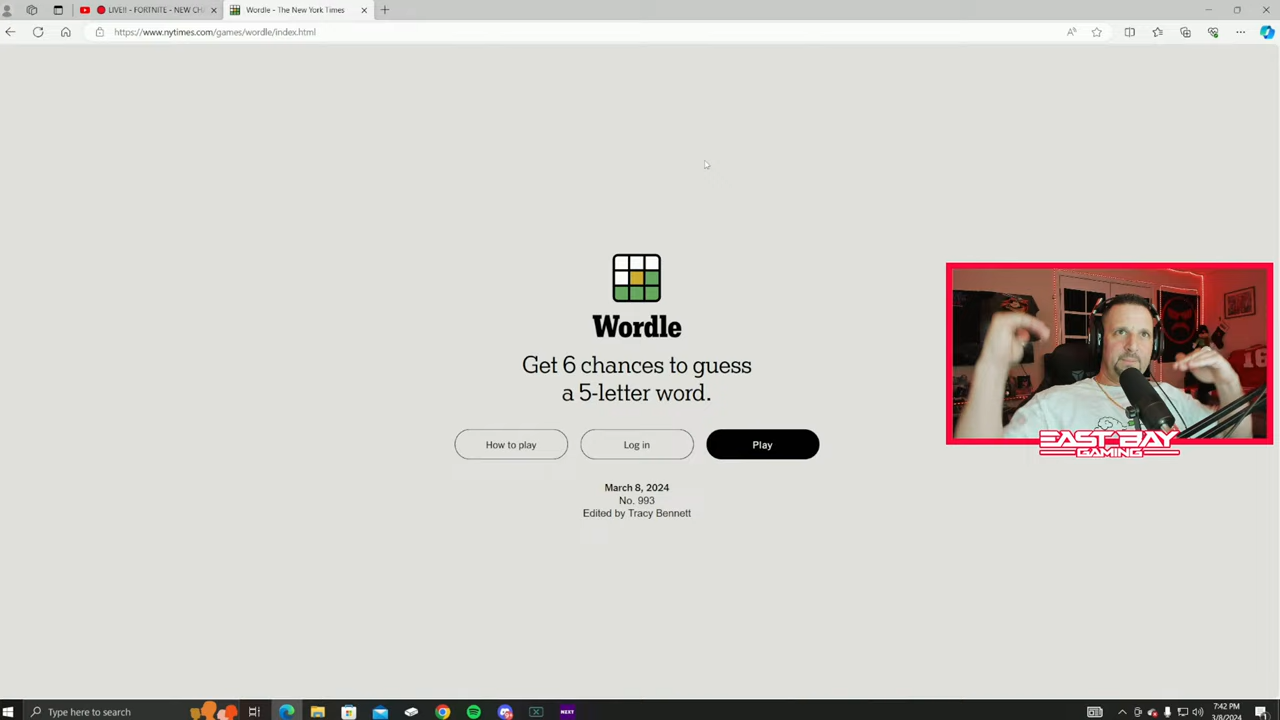 LIVE!! - FORTNITE - NEW CH
Wordle - The New York Times
https://www.nytimes.com/games/wordle/index.html
Wordle
Get 6 chances to guess
a 5-letter word.
How to play
Log in
Play
March 8, 2024
No. 993
Edited by Tracy Bennett
16
EAST BAY
GAMING
Type here to search
NEXT
7:42 PM
3/8/2024